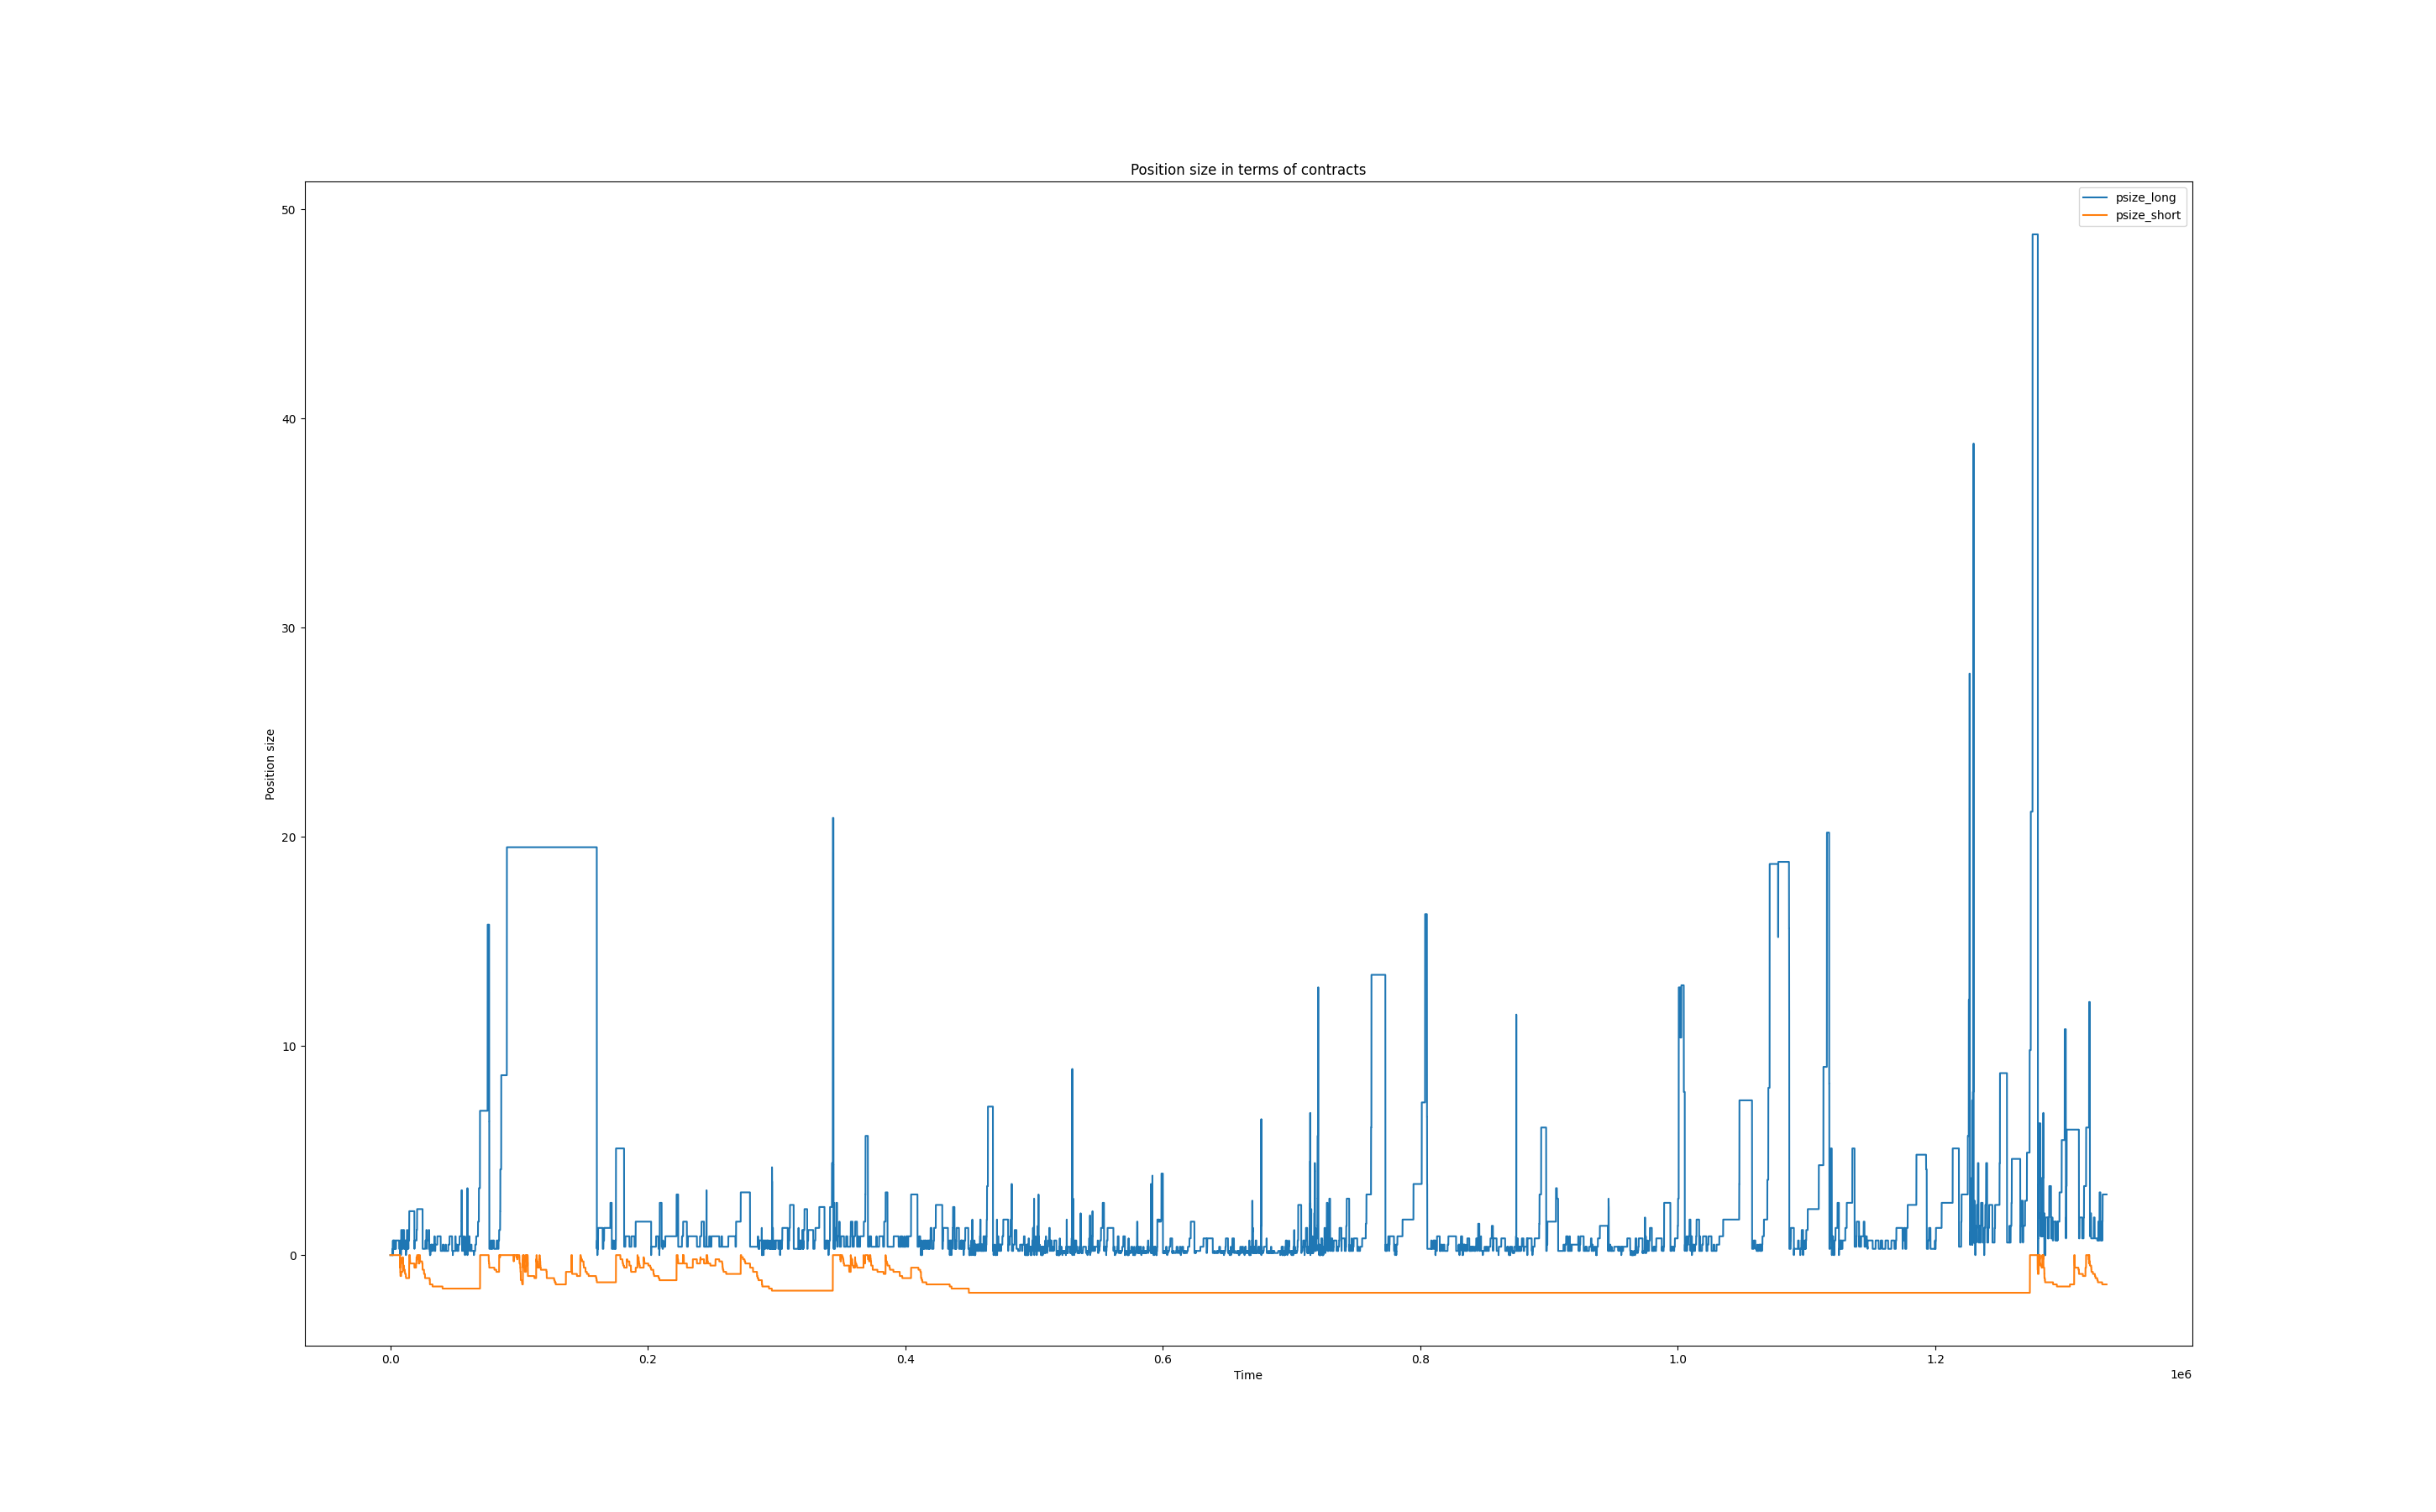 Position size in terms of contracts
psize_long
psize_short
50
40
30
20
10
0
Position size
0.0 0.2 0.4 0.6 0.8 1.0 1.2
Time
1e6